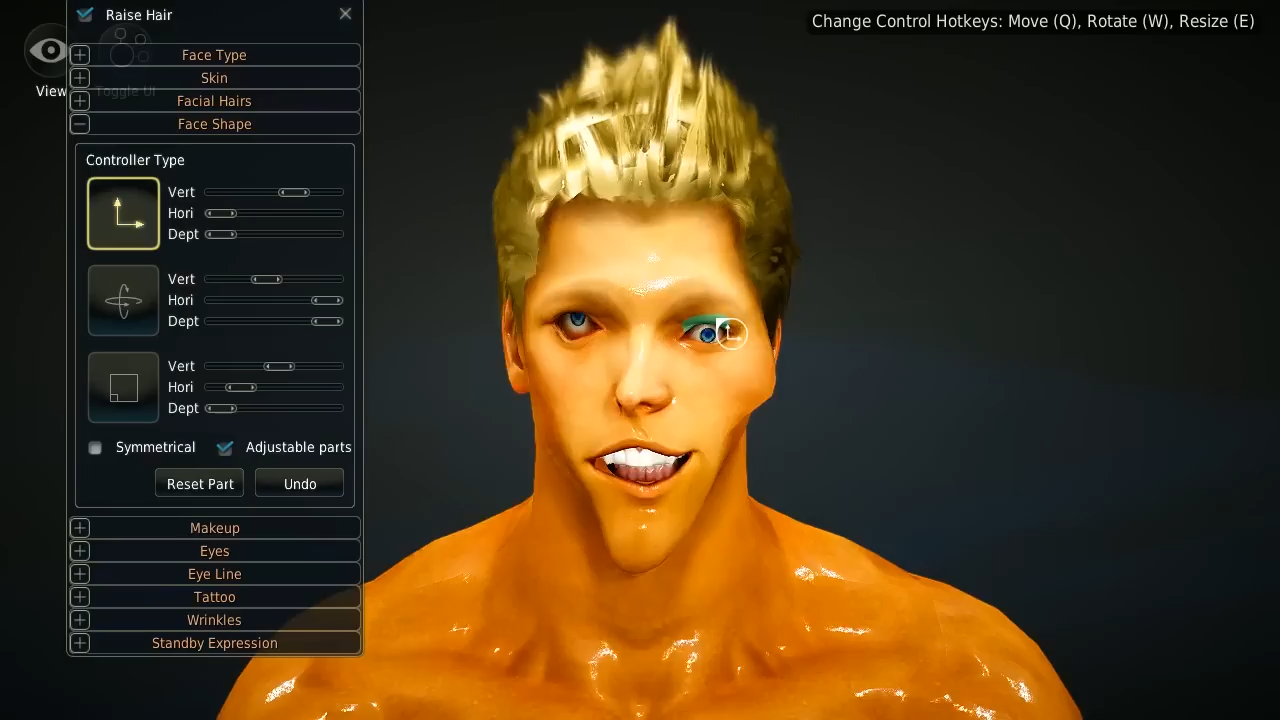 Raise Hair
Change Control Hotkeys: Move (Q), Rotate (W), Resize (E)
View
Toggle UI
Face Type
Skin
Facial Hairs
Face Shape
Controller Type
Vert
Hori
Dept
Vert
Hori
Dept
Vert
Hori
Dept
Symmetrical
Adjustable parts
Reset Part
Undo
Makeup
Eyes
Eye Line
Tattoo
Wrinkles
Standby Expression